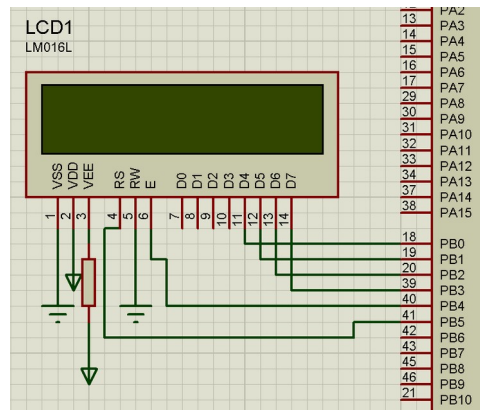 LCD1
LM016L
VSS
VDD
VEE
RS
RW
E
D0
D1
D2
D3
D4
D5
D6
D7
1
2
3
4
5
6
7
8
9
10
11
12
13
14
PA2
13 PA3
14 PA4
15 PA5
16 PA6
17 PA7
29 PA8
30 PA9
31 PA10
32 PA11
33 PA12
34 PA13
37 PA14
38 PA15
18 PB0
19 PB1
20 PB2
39 PB3
40 PB4
41 PB5
42 PB6
43 PB7
45 PB8
46 PB9
21 PB10